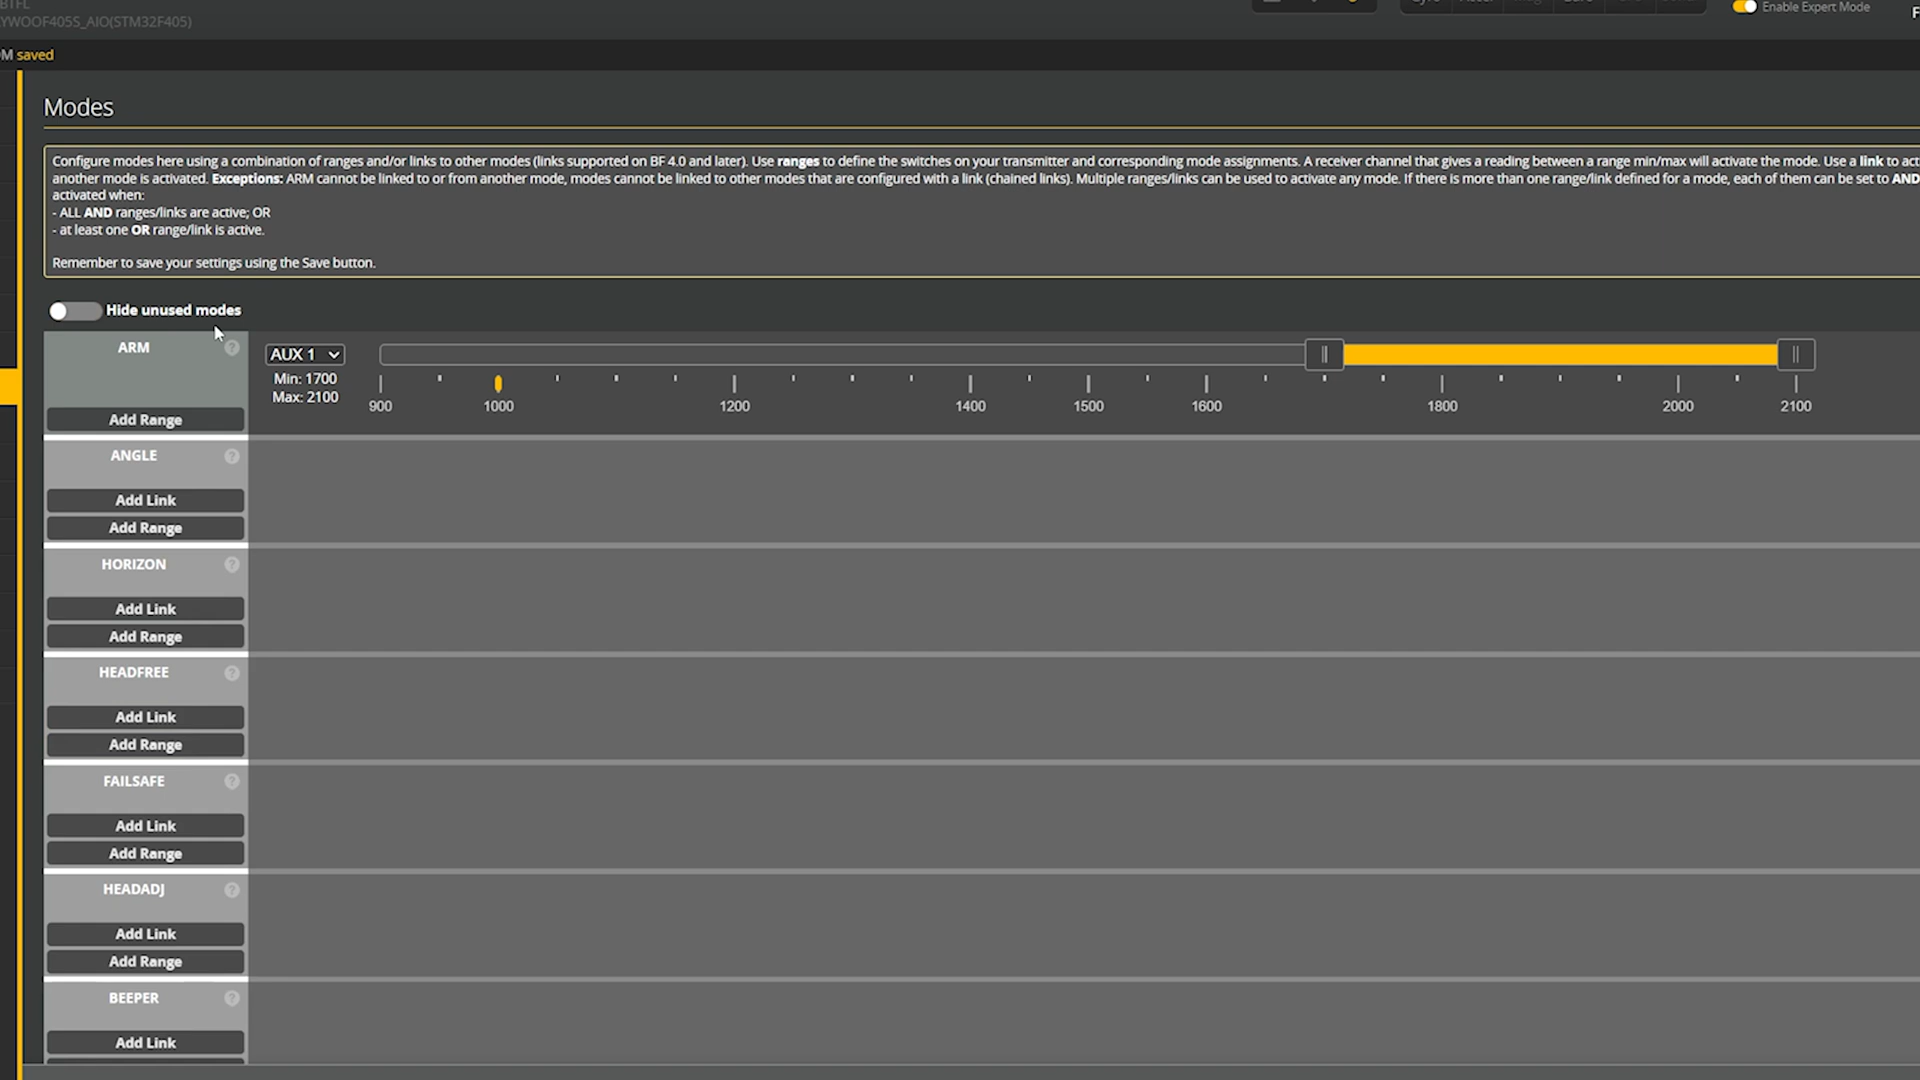 BTFL
YWOOF405S_AIO(STM32F405)
Enable Expert Mode
M saved
Modes
Configure modes here using a combination of ranges and/or links to other modes (links supported on BF 4.0 and later). Use ranges to define the switches on your transmitter and corresponding mode assignments. A receiver channel that gives a reading between a range min/max will activate the mode. Use a link to act
another mode is activated. Exceptions: ARM cannot be linked to or from another mode, modes cannot be linked to other modes that are configured with a link (chained links). Multiple ranges/links can be used to activate any mode. If there is more than one range/link defined for a mode, each of them can be set to AND
activated when:
- ALL AND ranges/links are active; OR
- at least one OR range/link is active.
Remember to save your settings using the Save button.
Hide unused modes
ARM
AUX 1
Min: 1700
Max: 2100
900 1000 1200 1400 1500 1600 1800 2000 2100
Add Range
ANGLE
Add Link
Add Range
HORIZON
Add Link
Add Range
HEADFREE
Add Link
Add Range
FAILSAFE
Add Link
Add Range
HEADADJ
Add Link
Add Range
BEEPER
Add Link